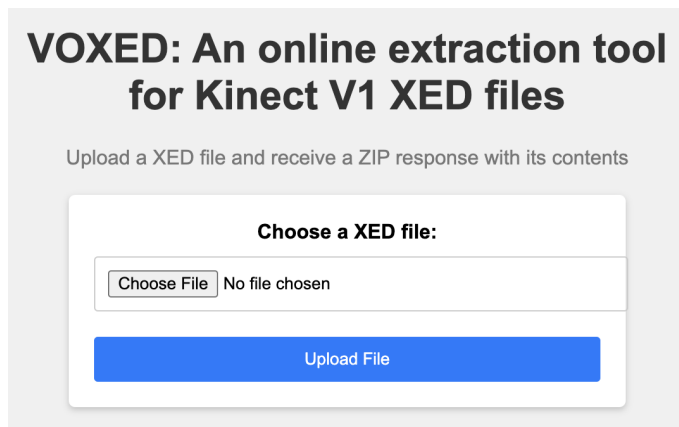 VOXED: An online extraction tool
for Kinect V1 XED files
Upload a XED file and receive a ZIP response with its contents
Choose a XED file:
Choose File No file chosen
Upload File